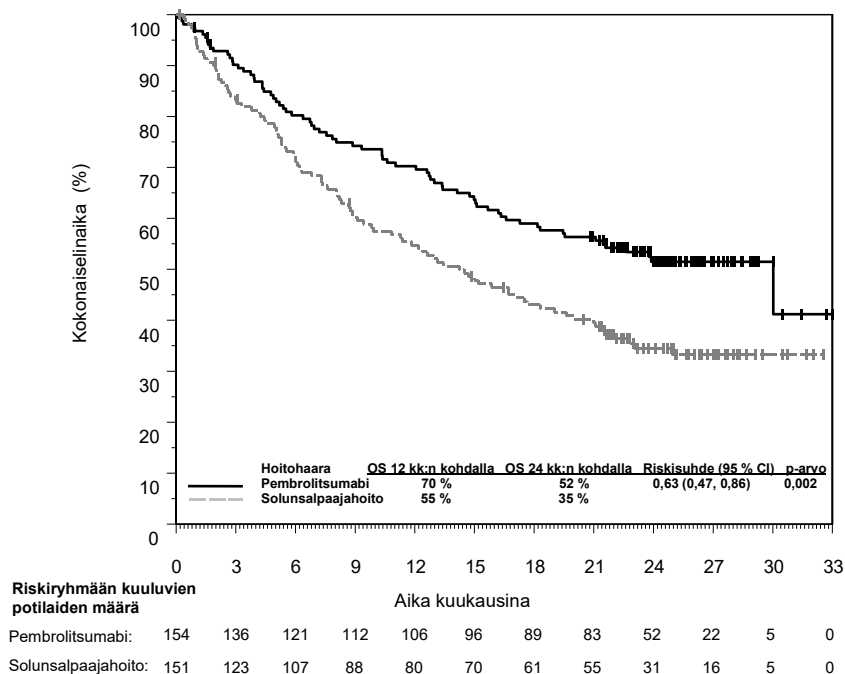 100
90
80
70
60
50
40
30
20
10
0
Kokonaiselinaika (%)
Hoitohaara OS 12 kk:n kohdalla OS 24 kk:n kohdalla Riskisuhde (95 % CI) p-arvo
Pembrolitsumabi 70 % 52 % 0,63 (0,47, 0,86) 0,002
Solunsalpaajahoito 55 % 35 %
0 3 6 9 12 15 18 21 24 27 30 33
Aika kuukausina
Riskiryhmään kuuluvien
potilaiden määrä
Pembrolitsumabi: 154 136 121 112 106 96 89 83 52 22 5 0
Solunsalpaajahoito: 151 123 107 88 80 70 61 55 31 16 5 0